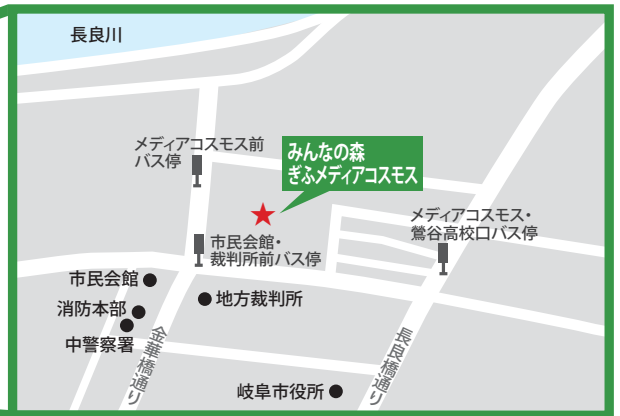 長良川
メディアコスモス前
バス停
みんなの森
ぎふメディアコスモス
メディアコスモス・
鶯谷高校口バス停
市民会館・
裁判所前バス停
市民会館
地方裁判所
消防本部
中警察署
金華橋通り
長良橋通り
岐阜市役所